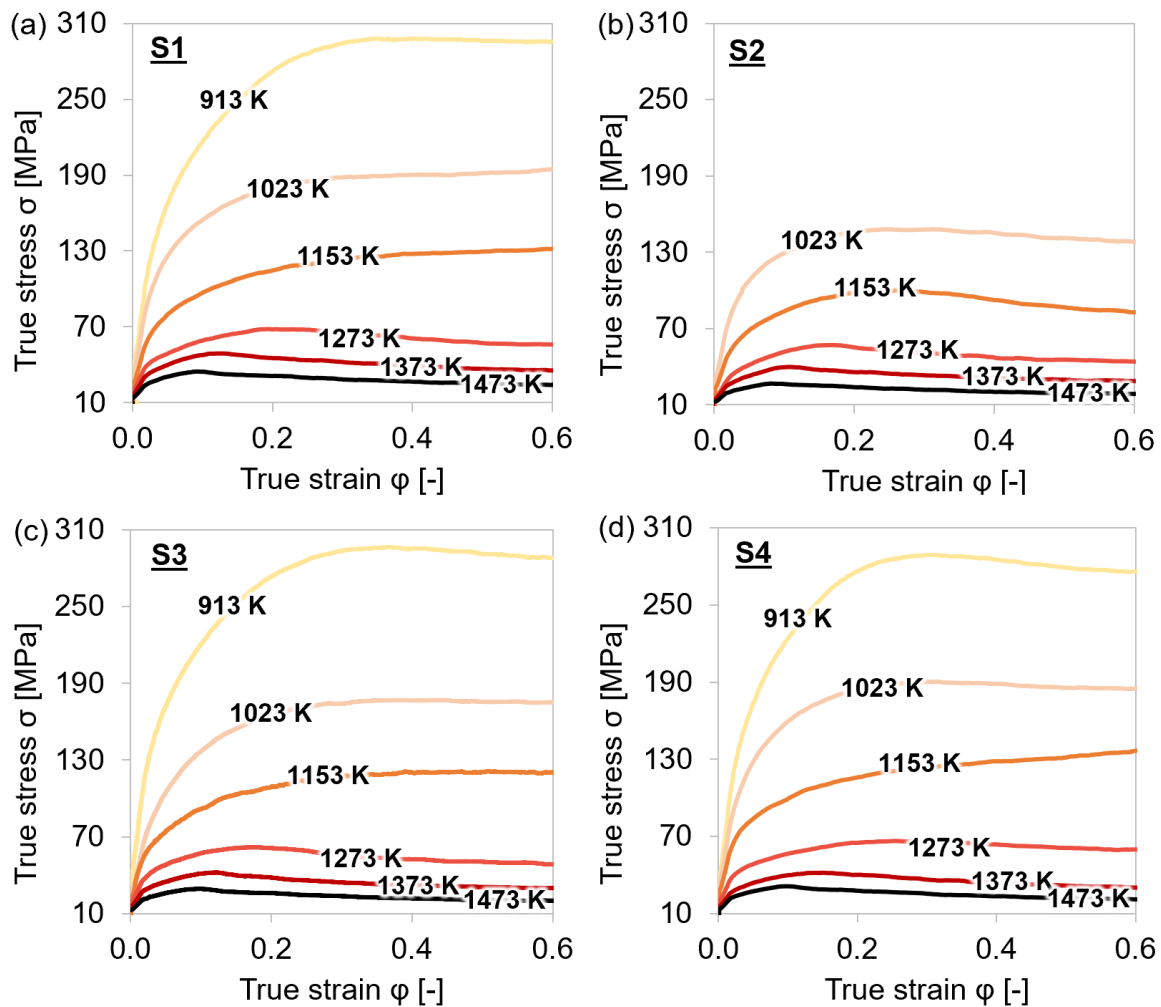 (a)
S1
310
250
190
130
70
10
True stress σ [MPa]
913 K
1023 K
1153 K
1273 K
1373 K
1473 K
0.0 0.2 0.4 0.6
True strain φ [-]
(b)
S2
310
250
190
130
70
10
True stress σ [MPa]
1023 K
1153 K
1273 K
1373 K
1473 K
0.0 0.2 0.4 0.6
True strain φ [-]
(c)
S3
310
250
190
130
70
10
True stress σ [MPa]
913 K
1023 K
1153 K
1273 K
1373 K
1473 K
0.0 0.2 0.4 0.6
True strain φ [-]
(d)
S4
310
250
190
130
70
10
True stress σ [MPa]
913 K
1023 K
1153 K
1273 K
1373 K
1473 K
0.0 0.2 0.4 0.6
True strain φ [-]